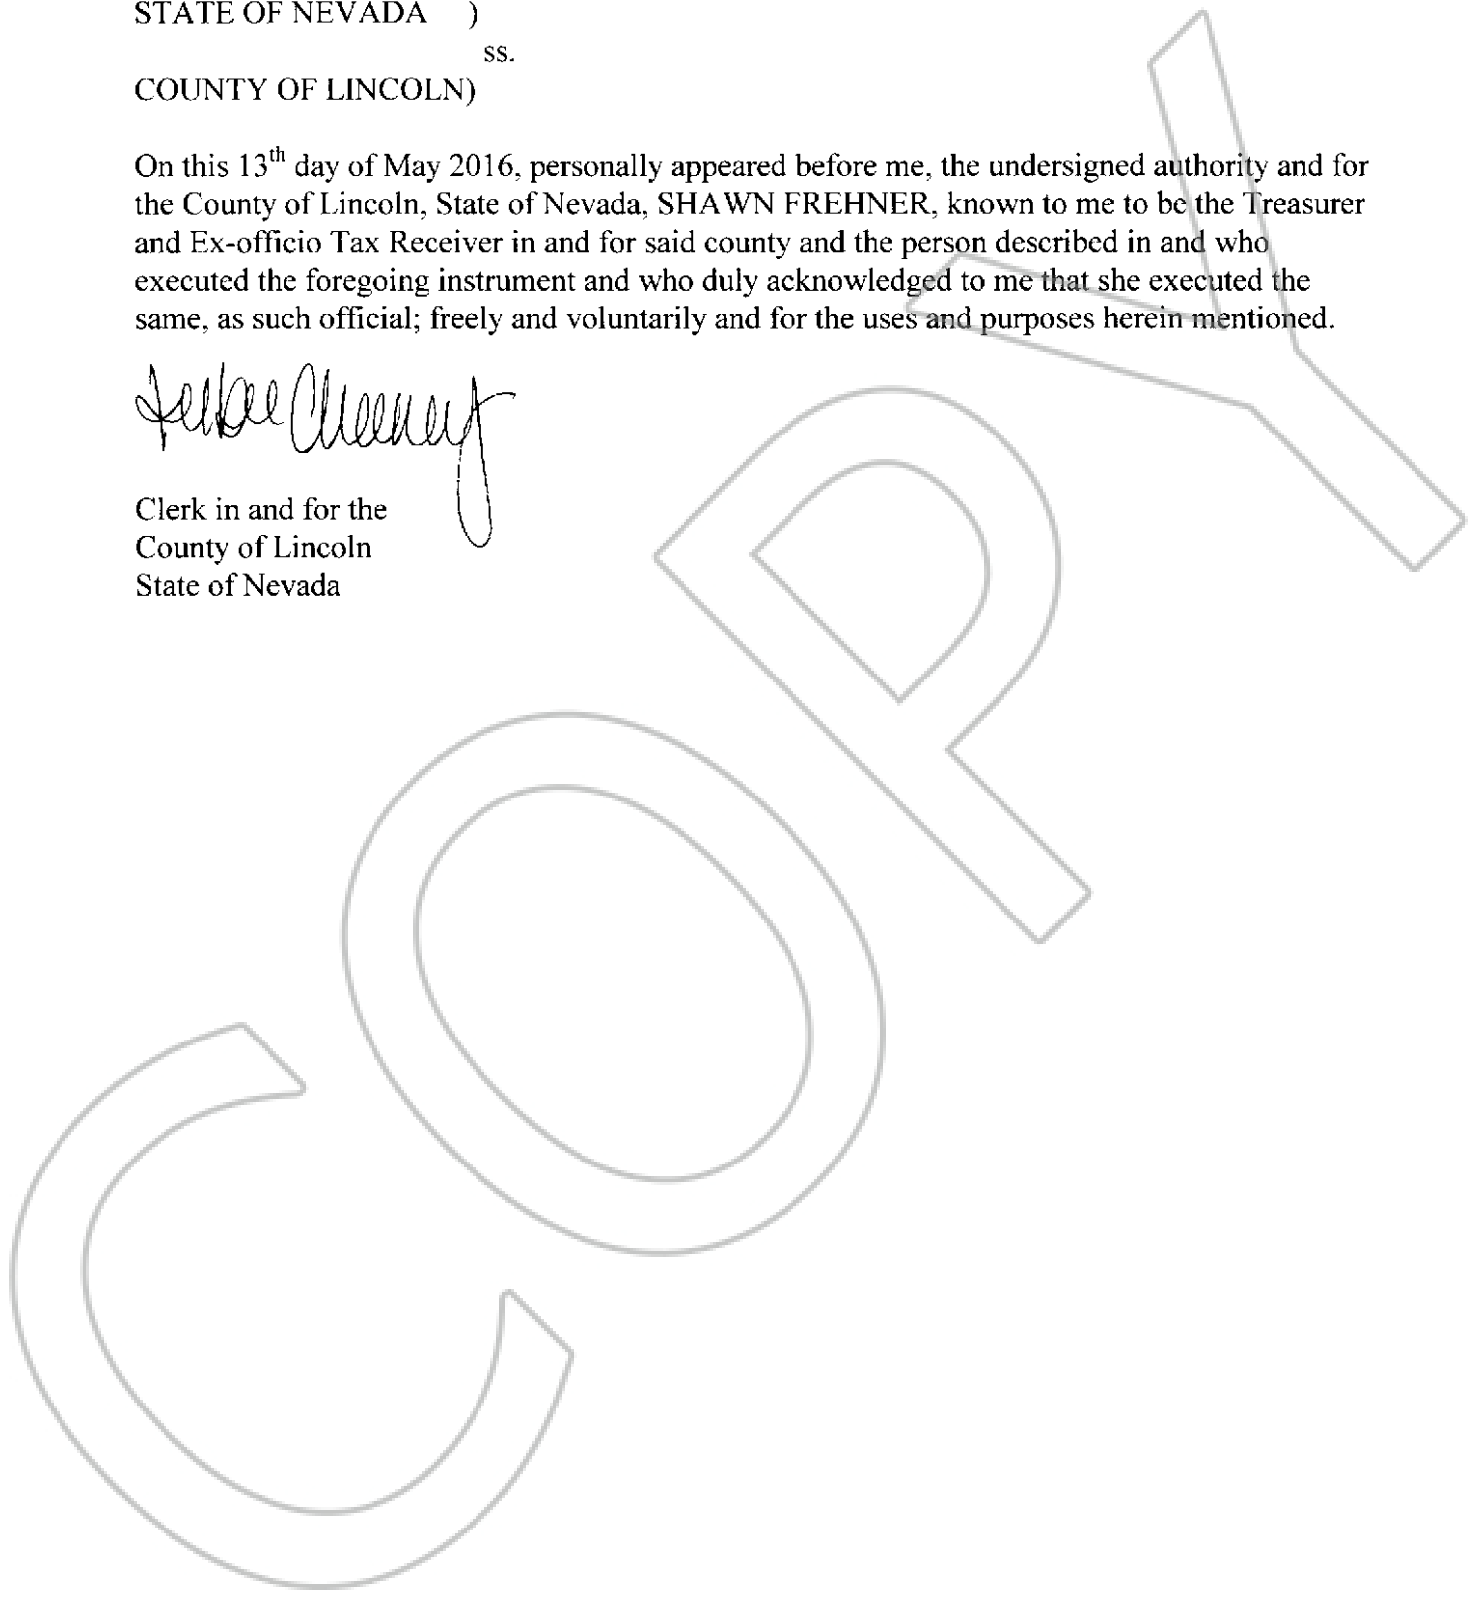 STATE OF NEVADA )
ss.
COUNTY OF LINCOLN)
On this 13th day of May 2016, personally appeared before me, the undersigned authority and for
the County of Lincoln, State of Nevada, SHAWN FREHNER, known to me to be the Treasurer
and Ex-officio Tax Receiver in and for said county and the person described in and who
executed the foregoing instrument and who duly acknowledged to me that she executed the
same, as such official; freely and voluntarily and for the uses and purposes herein mentioned.
Clerk in and for the
County of Lincoln
State of Nevada
COPY